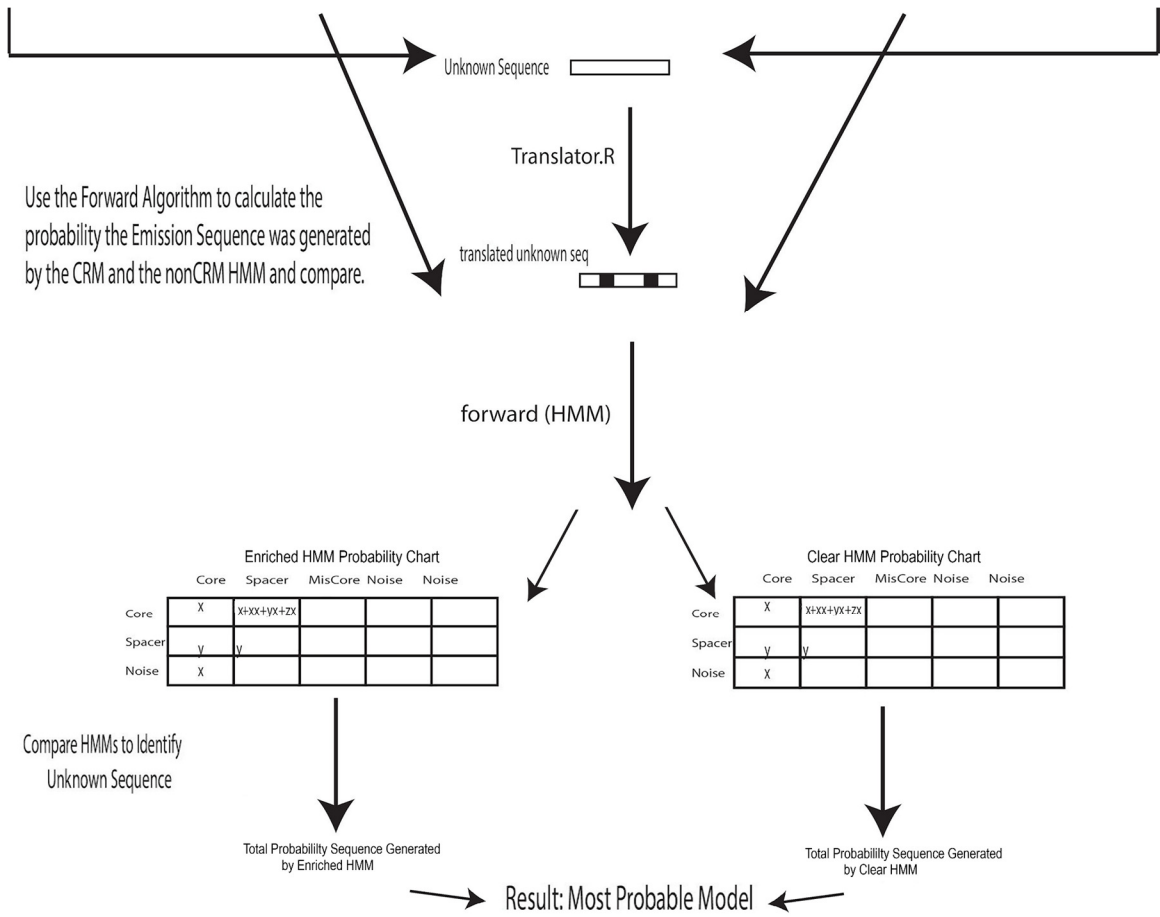 Unknown Sequence
Translator.R
Use the Forward Algorithm to calculate the
probability the Emission Sequence was generated
by the CRM and the nonCRM HMM and compare.
translated unknown seq
forward (HMM)
Enriched HMM Probability Chart
Core Spacer MisCore Noise Noise
Core x x+xx+yx+zx
Spacer y y
Noise x
Clear HMM Probability Chart
Core Spacer MisCore Noise Noise
Core x x+xx+yx+zx
Spacer y y
Noise x
Compare HMMs to Identify
Unknown Sequence
Total Probabililty Sequence Generated
by Enriched HMM
Total Probabililty Sequence Generated
by Clear HMM
Result: Most Probable Model